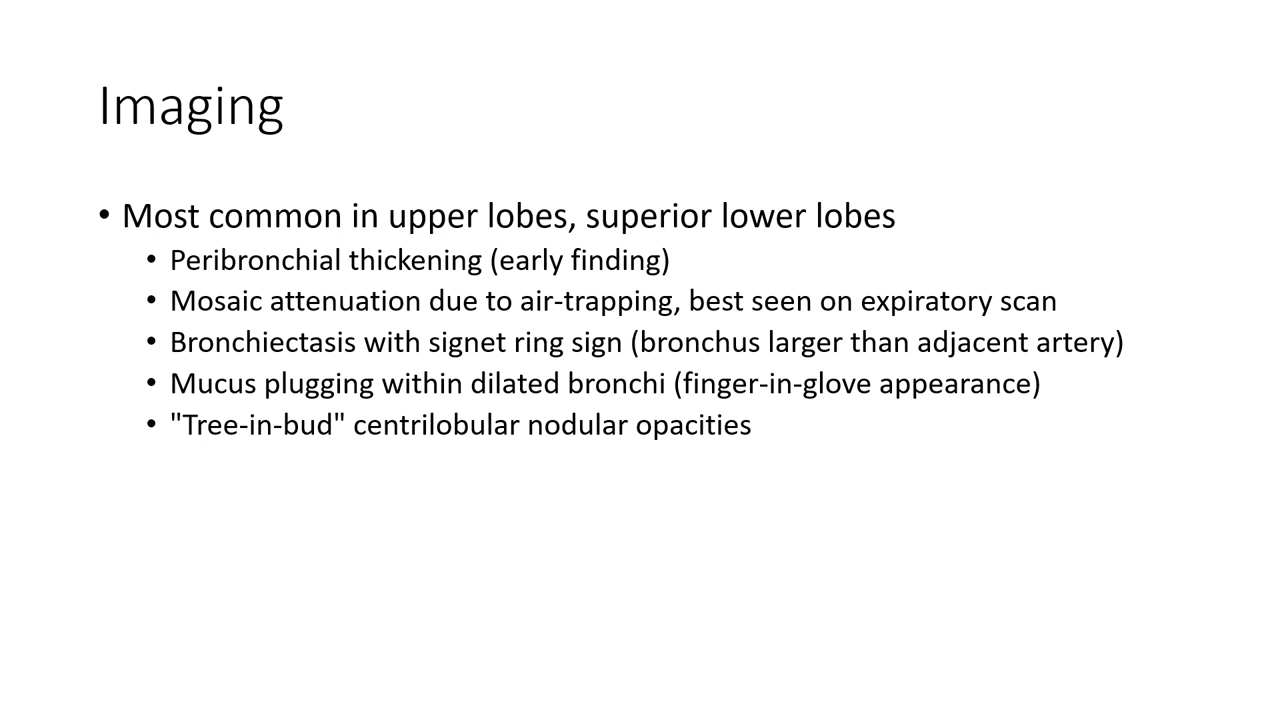 Imaging
• Most common in upper lobes, superior lower lobes
• Peribronchial thickening (early finding)
• Mosaic attenuation due to air-trapping, best seen on expiratory scan
• Bronchiectasis with signet ring sign (bronchus larger than adjacent artery)
• Mucus plugging within dilated bronchi (finger-in-glove appearance)
• "Tree-in-bud" centrilobular nodular opacities